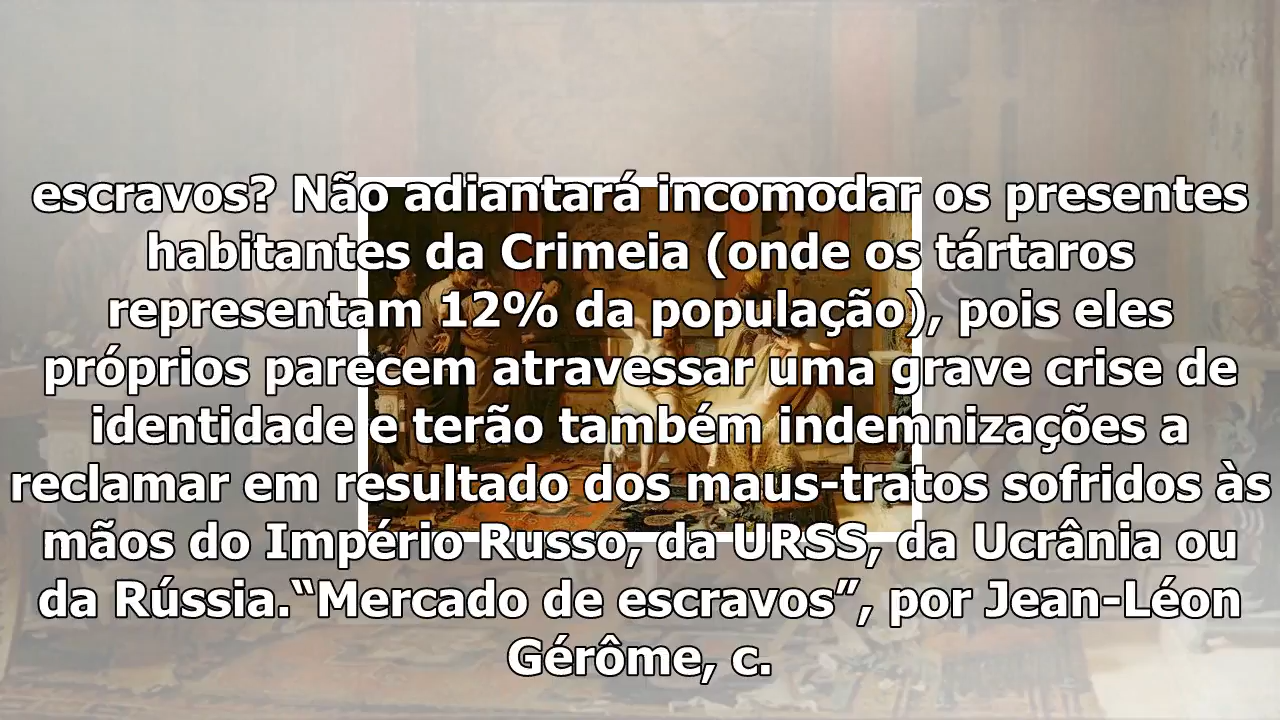 escravos? Não adiantará incomodar os presentes
habitantes da Crimeia (onde os tártaros
representam 12% da população), pois eles
próprios parecem atravessar uma grave crise de
identidade e terão também indemnizações a
reclamar em resultado dos maus-tratos sofridos às
mãos do Império Russo, da URSS, da Ucrânia ou
da Rússia.“Mercado de escravos”, por Jean-Léon
Gérôme, c.